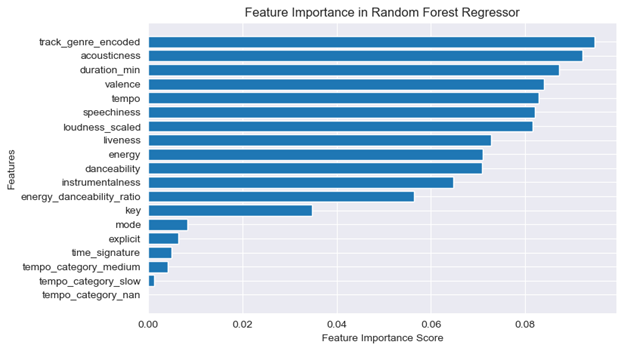 Feature Importance in Random Forest Regressor
track_genre_encoded
acousticness
duration_min
valence
tempo
speechiness
loudness_scaled
liveness
energy
danceability
instrumentalness
energy_danceability_ratio
key
mode
explicit
time_signature
tempo_category_medium
tempo_category_slow
tempo_category_nan
Features
0.00 0.02 0.04 0.06 0.08
Feature Importance Score